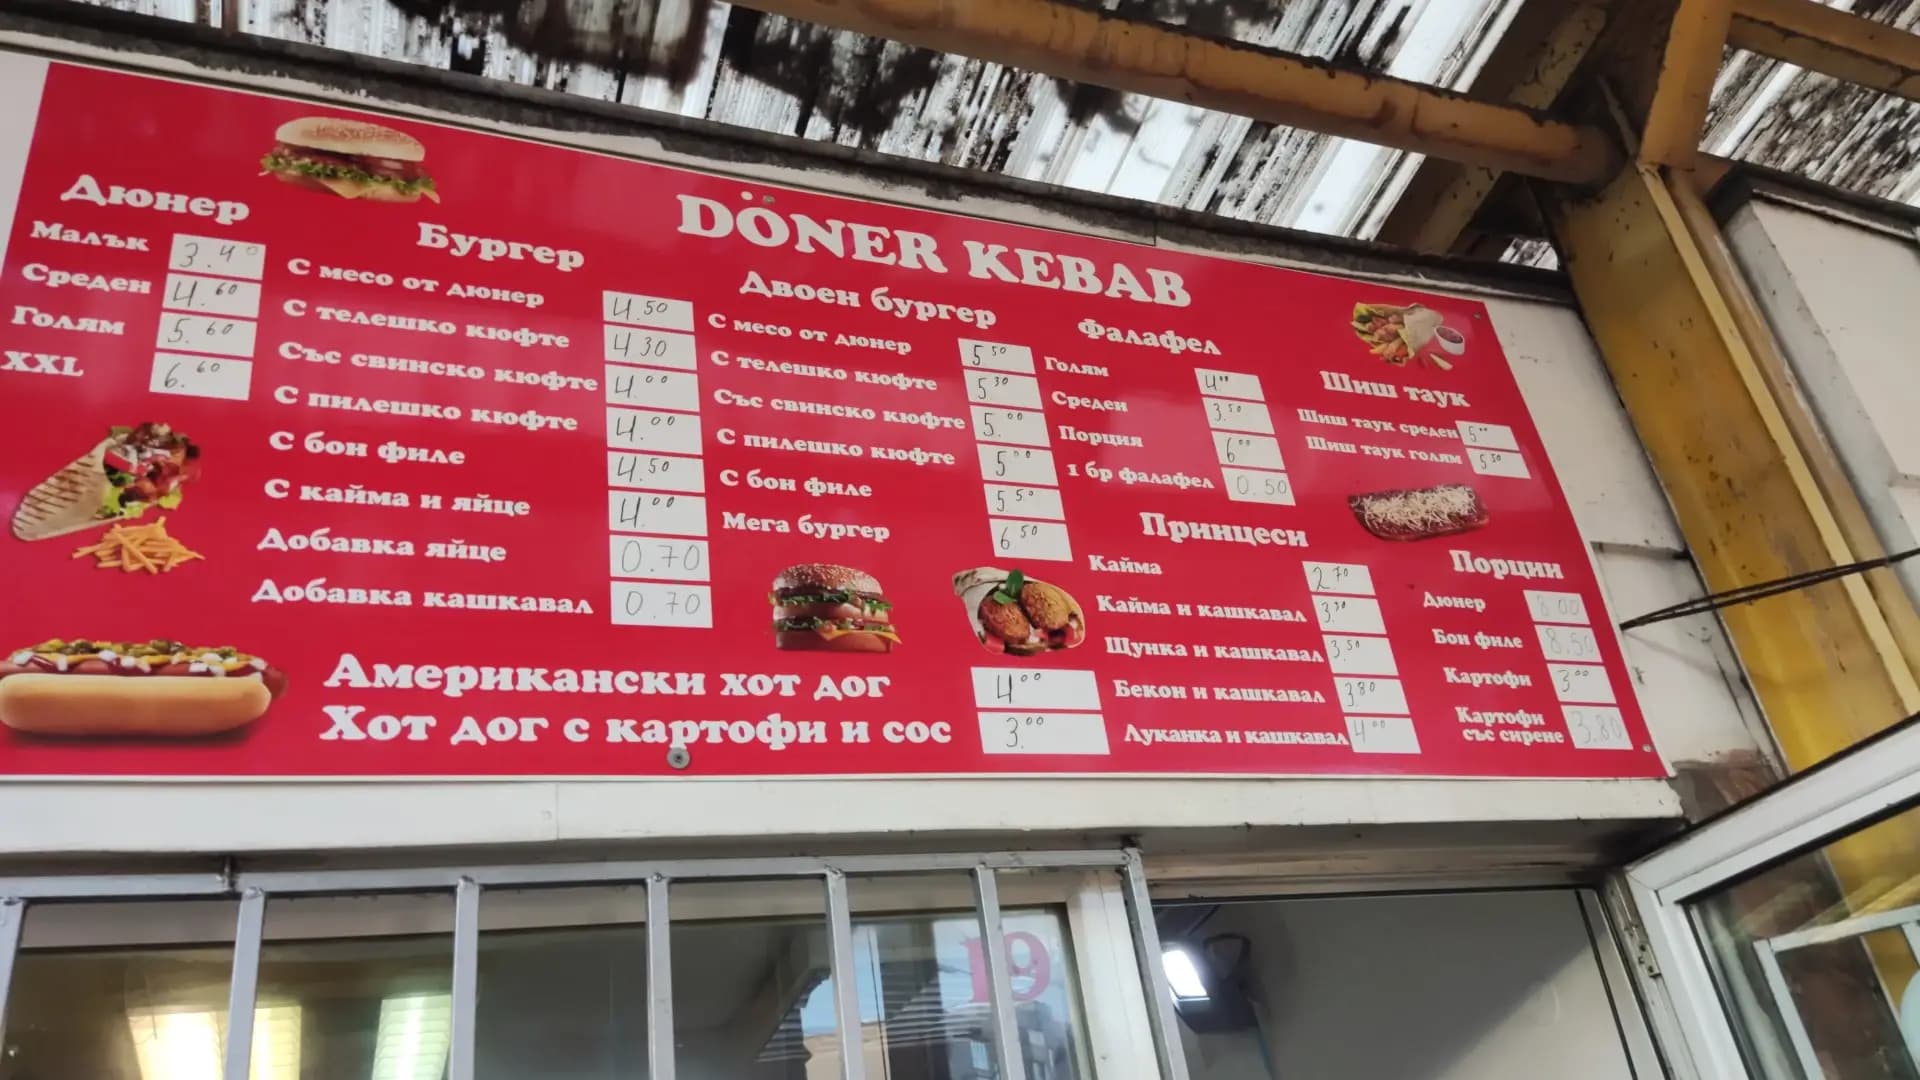 DÖNER KEBAB
Дюнер
Малък 3.40
Среден 4.60
Голям 5.60
XXL 6.60
Бургер
С месо от дюнер 4.50
С телешко кюфте 4 30
Със свинско кюфте 4.00
С пилешко кюфте 4.00
С бон филе 4.50
С кайма и яйце 4.00
Добавка яйце 0.70
Добавка кашкавал 0.70
Двоен бургер
С месо от дюнер 5 50
С телешко кюфте 5 30
Със свинско кюфте 5.00
С пилешко кюфте 5 00
С бон филе 5 50
Мега бургер 6.50
Американски хот дог 4 00
Хот дог с картофи и сос 3.00
Фалафел
Голям 4.00
Среден 3.50
Порция 6 00
1 бр фалафел 0.50
Шиш таук
Шиш таук среден 5 00
Шиш таук голям 5 50
Принцеси
Кайма 2.70
Кайма и кашкавал
Шунка и кашкавал 3.50
Бекон и кашкавал 3.80
Луканка и кашкавал 4 00
Порции
Дюнер 8.00
Бон филе 8.50
Картофи 3 00
Картофи
със сирене 3.80
19